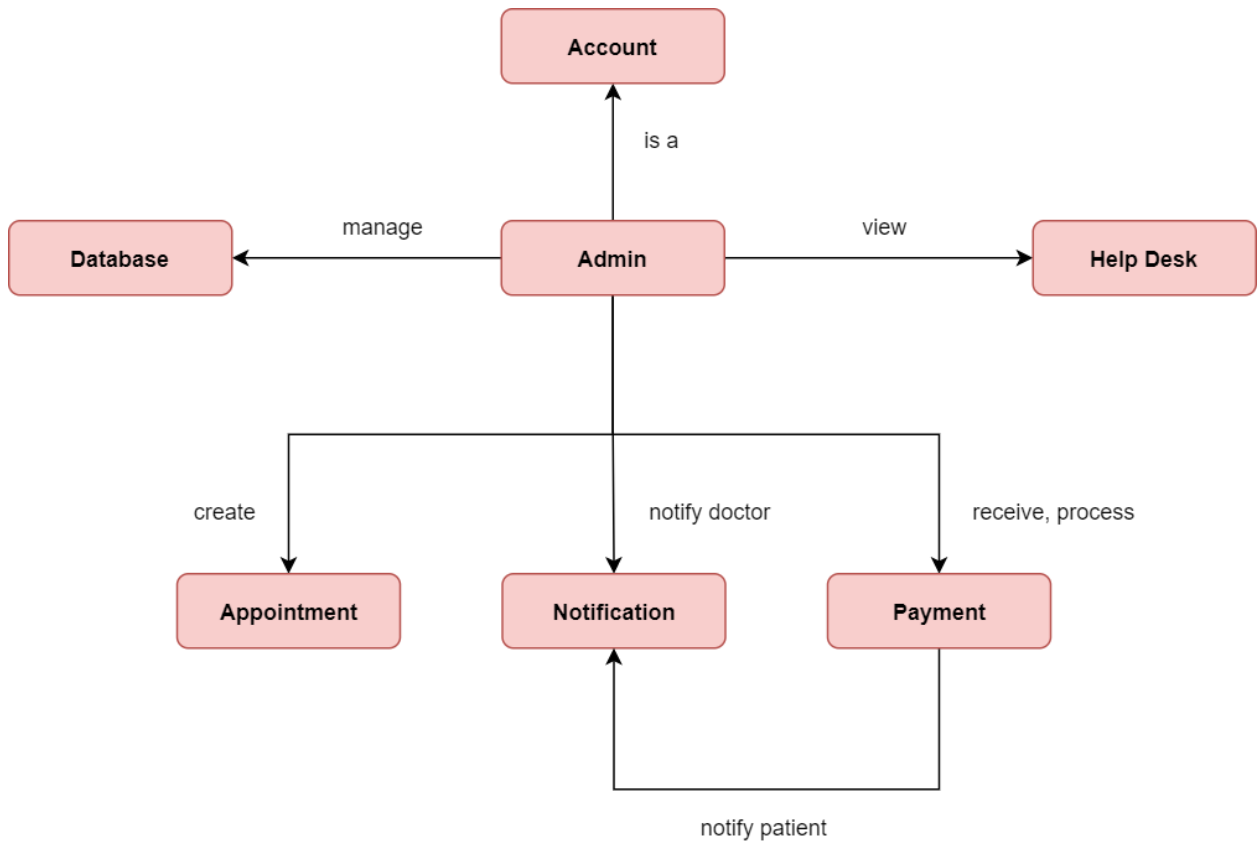 Account
is a
manage
view
Database
Admin
Help Desk
create
notify doctor
receive, process
Appointment
Notification
Payment
notify patient